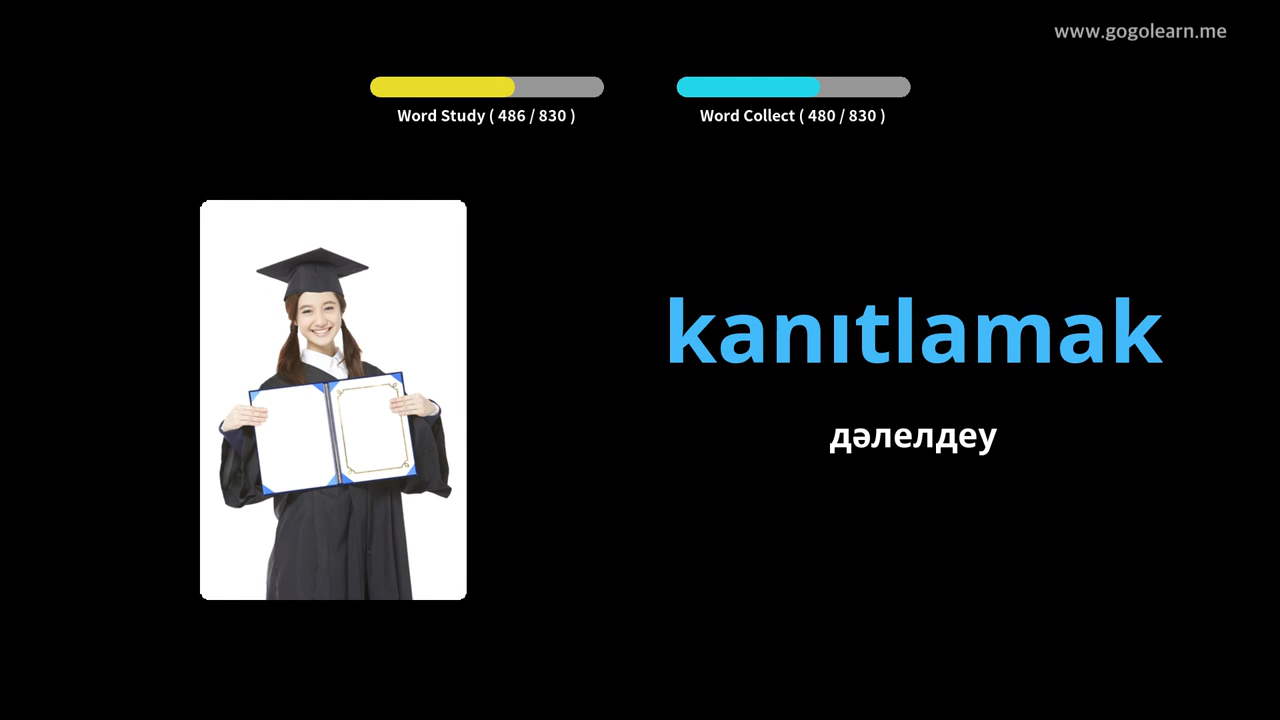 www.gogolearn.me
Word Study ( 486 / 830 )
Word Collect ( 480 / 830 )
kanıtlamak
дәлелдеу